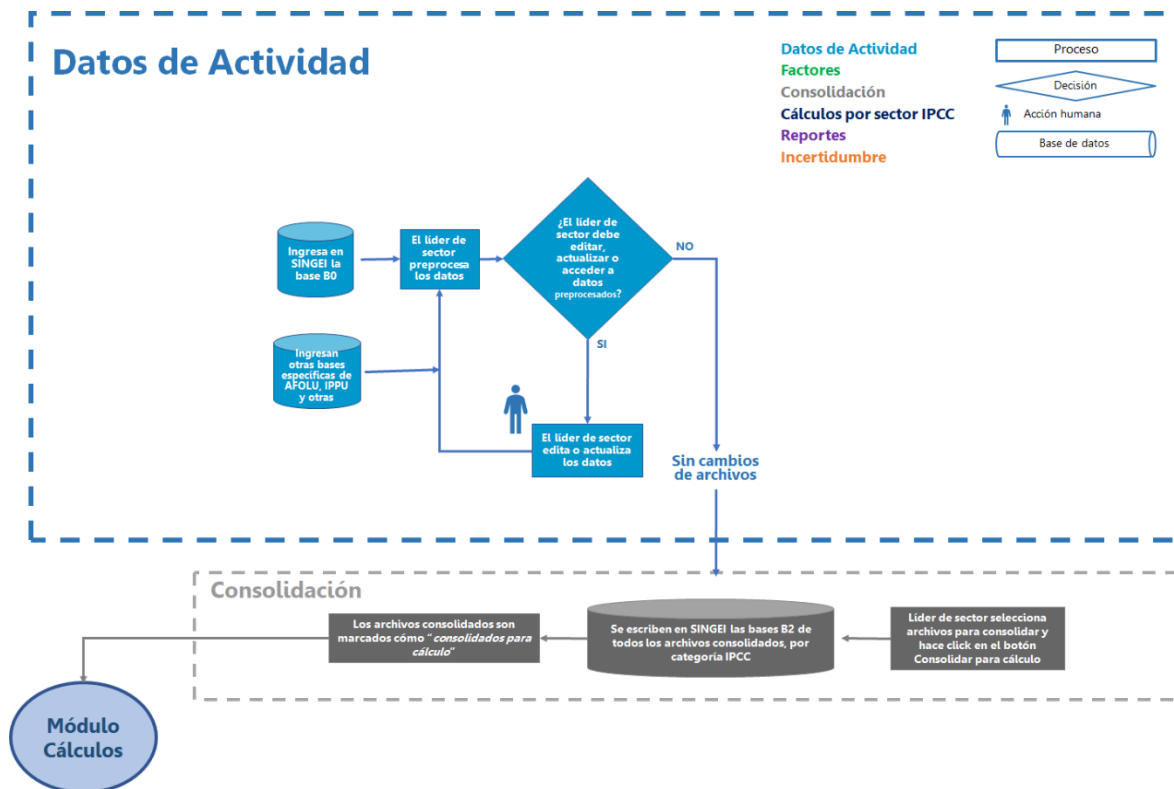 Datos de Actividad
Datos de Actividad
Factores
Consolidación
Cálculos por sector IPCC
Reportes
Incertidumbre
Proceso
Decisión
Acción humana
Base de datos
Ingresa en
SINGEI la
base B0
El líder de
sector
preprocesa
los datos
¿El líder de
sector debe
editar,
actualizar o
acceder a
datos
preprocesados?
NO
SI
Ingresan
otras bases
específicas de
AFOLU, IPPU
y otras
El líder de sector
edita o actualiza
los datos
Sin cambios
de archivos
Consolidación
Los archivos consolidados son
marcados cómo “consolidados para
cálculo”
Se escriben en SINGEI las bases B2 de
todos los archivos consolidados, por
categoría IPCC
Líder de sector selecciona
archivos para consolidar y
hace click en el botón
Consolidar para cálculo
Módulo
Cálculos